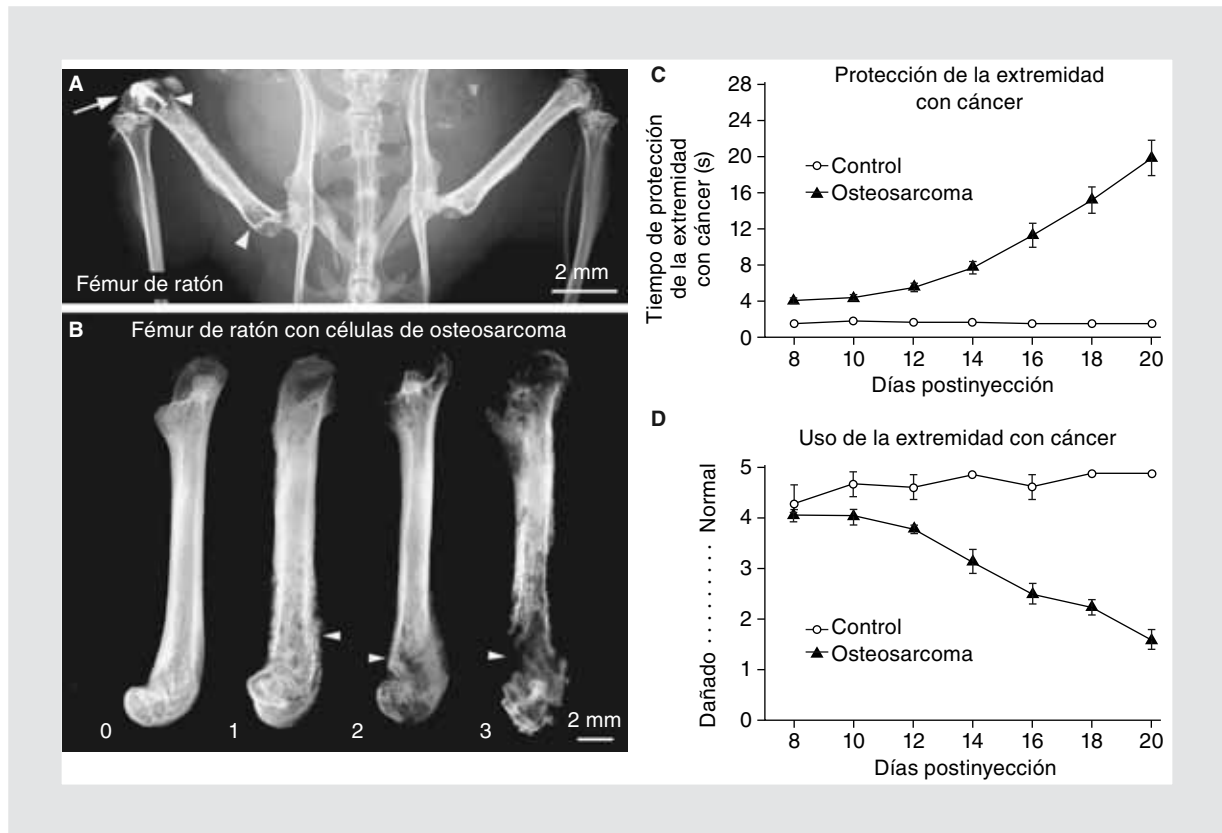 A
Fémur de ratón
2 mm
B
Fémur de ratón con células de osteosarcoma
0
1
2
3
2 mm
C
Protección de la extremidad
con cáncer
Tiempo de protección
de la extremidad
con cáncer (s)
28
24
20
16
12
8
4
0
Control
Osteosarcoma
8 10 12 14 16 18 20
Días postinyección
D
Uso de la extremidad con cáncer
Dañado . . . . . . . . . Normal
5
4
3
2
1
0
Control
Osteosarcoma
8 10 12 14 16 18 20
Días postinyección